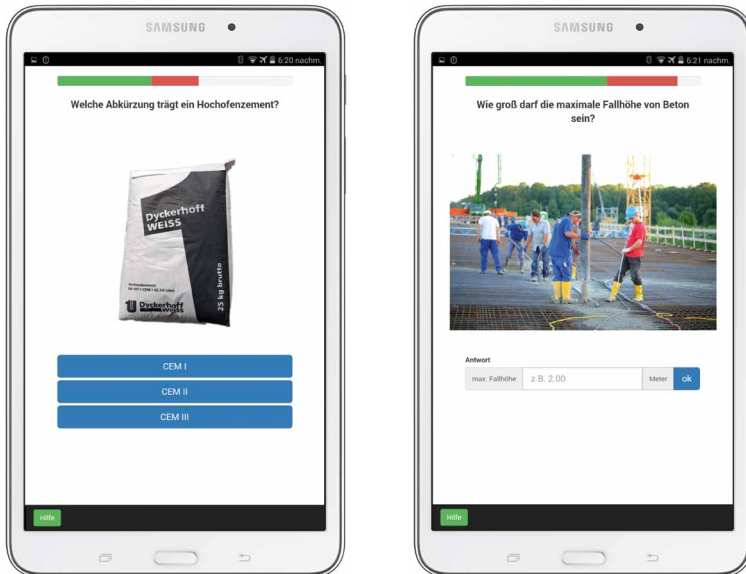 SAMSUNG
6:20 nachm.
Welche Abkürzung trägt ein Hochofenzement?
Dyckerhoff
WEISS
25 kg brutto
Dyckerhoff
WEISS
CEM I
CEM II
CEM III
Hilfe
SAMSUNG
6:21 nachm.
Wie groß darf die maximale Fallhöhe von Beton
sein?
Antwort
max. Fallhöhe z.B. 2.00 Meter ok
Hilfe